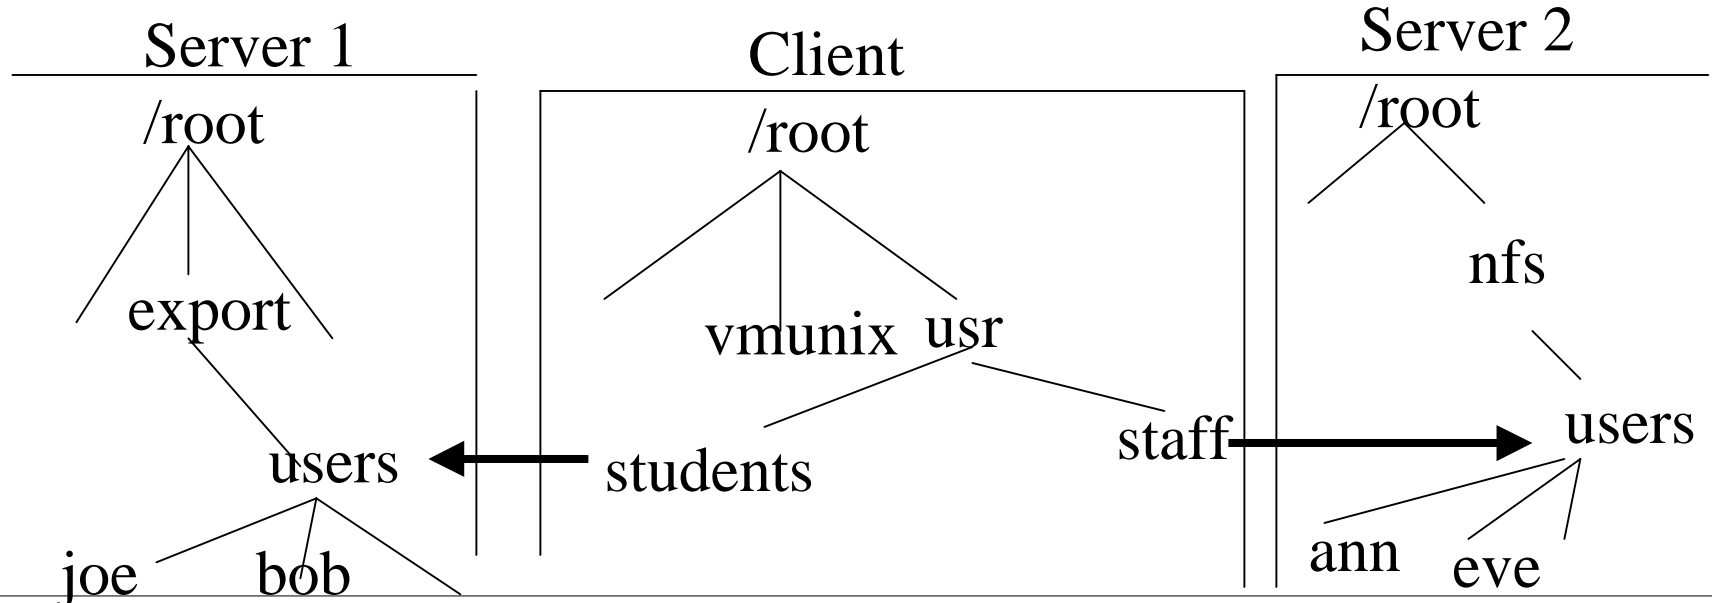 Server 1
Client
Server 2
/root
/root
/root
export
vmunix
usr
nfs
users
students
staff
users
joe
bob
ann
eve